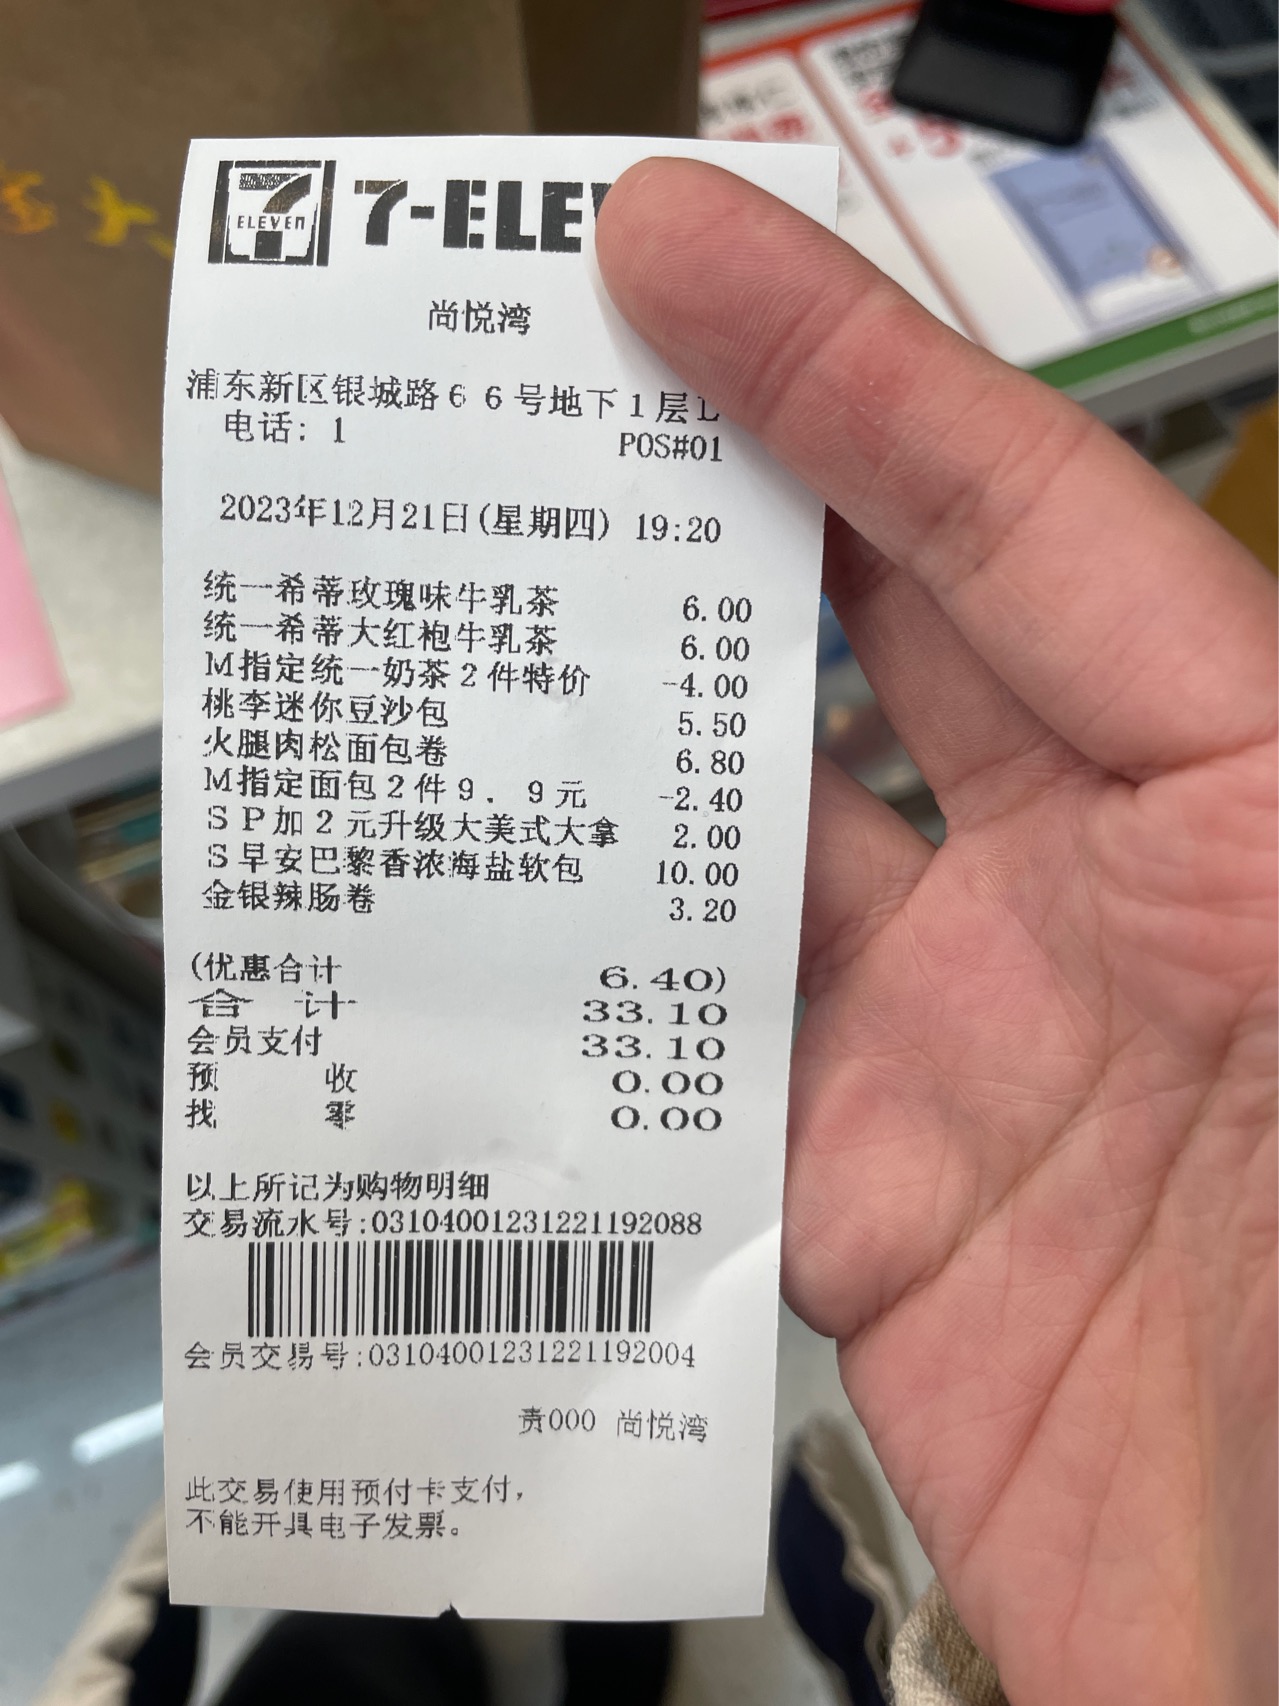 7
ELEVEN
7-ELE
尚悦湾
浦东新区银城路66号地下1层L
电话: 1
POS#01
2023年12月21日(星期四) 19:20
统一希蒂玫瑰味牛乳茶 6.00
统一希蒂大红袍牛乳茶 6.00
M指定统一奶茶2件特价 -4.00
桃李迷你豆沙包 5.50
火腿肉松面包卷 6.80
M指定面包2件9.9元 -2.40
SP加2元升级大美式大拿 2.00
S早安巴黎香浓海盐软包 10.00
金银辣肠卷 3.20
(优惠合计 6.40)
合 计 33.10
会员支付 33.10
预 收 0.00
找 零 0.00
以上所记为购物明细
交易流水号:03104001231221192088
会员交易号:03104001231221192004
责000 尚悦湾
此交易使用预付卡支付,
不能开具电子发票。